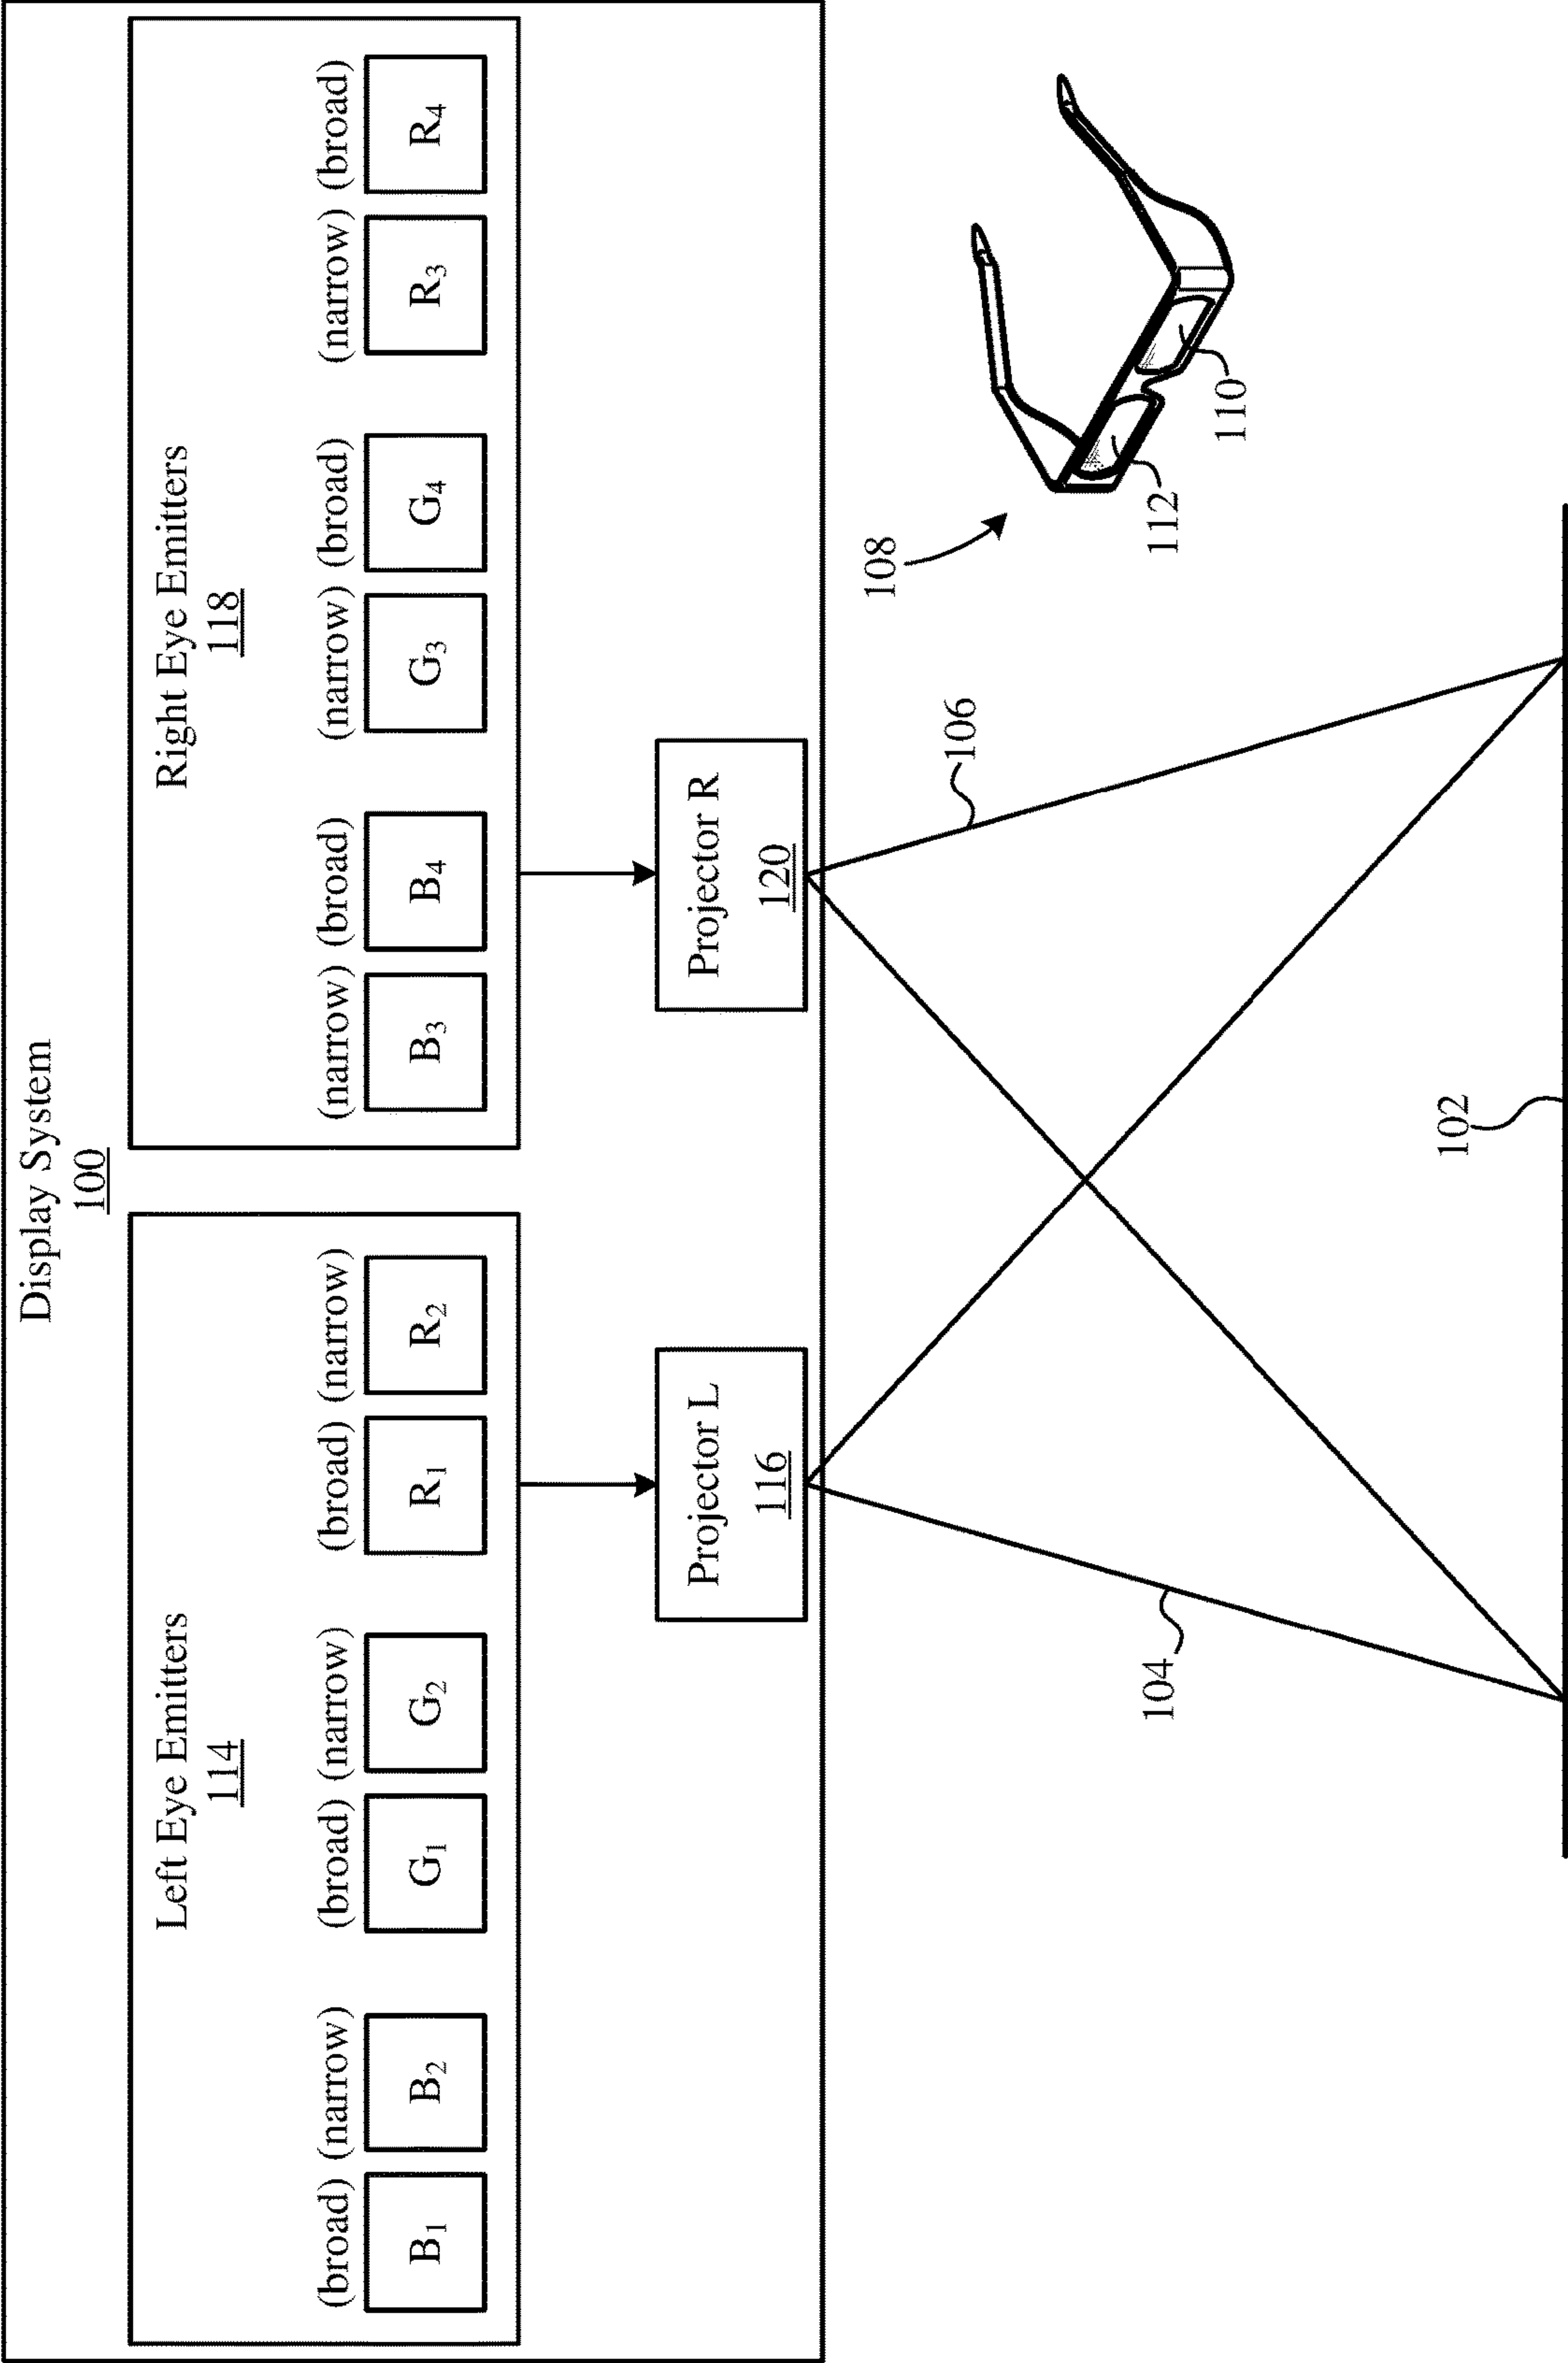 Display System
100
Left Eye Emitters
114
(broad) (narrow) (broad) (narrow) (broad) (narrow)
B1 B2 G1 G2 R1 R2
Right Eye Emitters
118
(narrow) (broad) (narrow) (broad) (narrow) (broad)
B3 B4 G3 G4 R3 R4
Projector L
116
Projector R
120
108
106
112
110
104
102